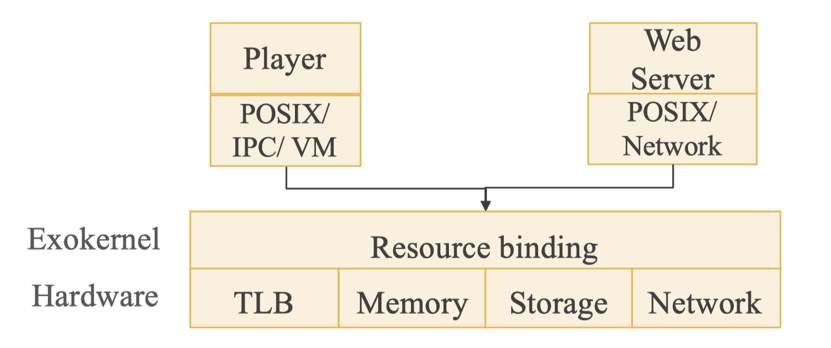 Player
Web
Server
POSIX/
IPC/ VM
POSIX/
Network
Exokernel
Resource binding
Hardware
TLB
Memory
Storage
Network